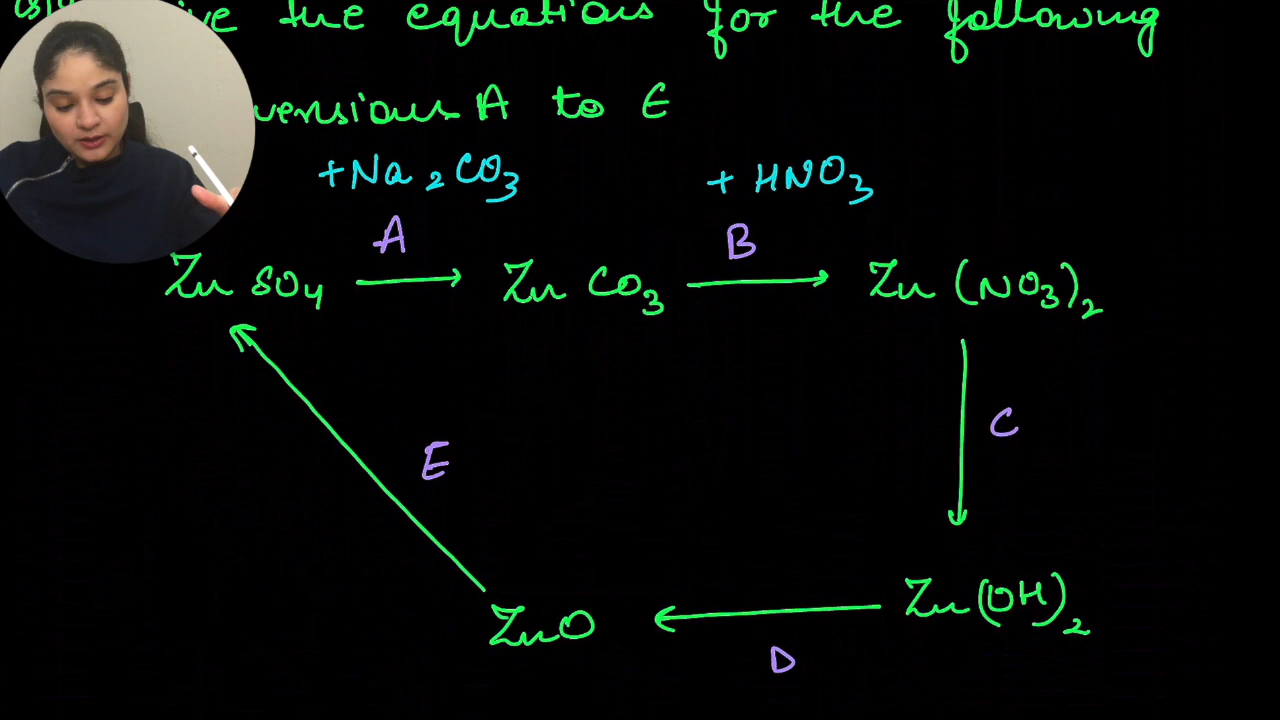 the equations for the following
A to E
+Na2CO3 + HNO3
A B
ZnSO4 → ZnCO3 → Zn(NO3)2
C
E
ZnO ← Zn(OH)2
D